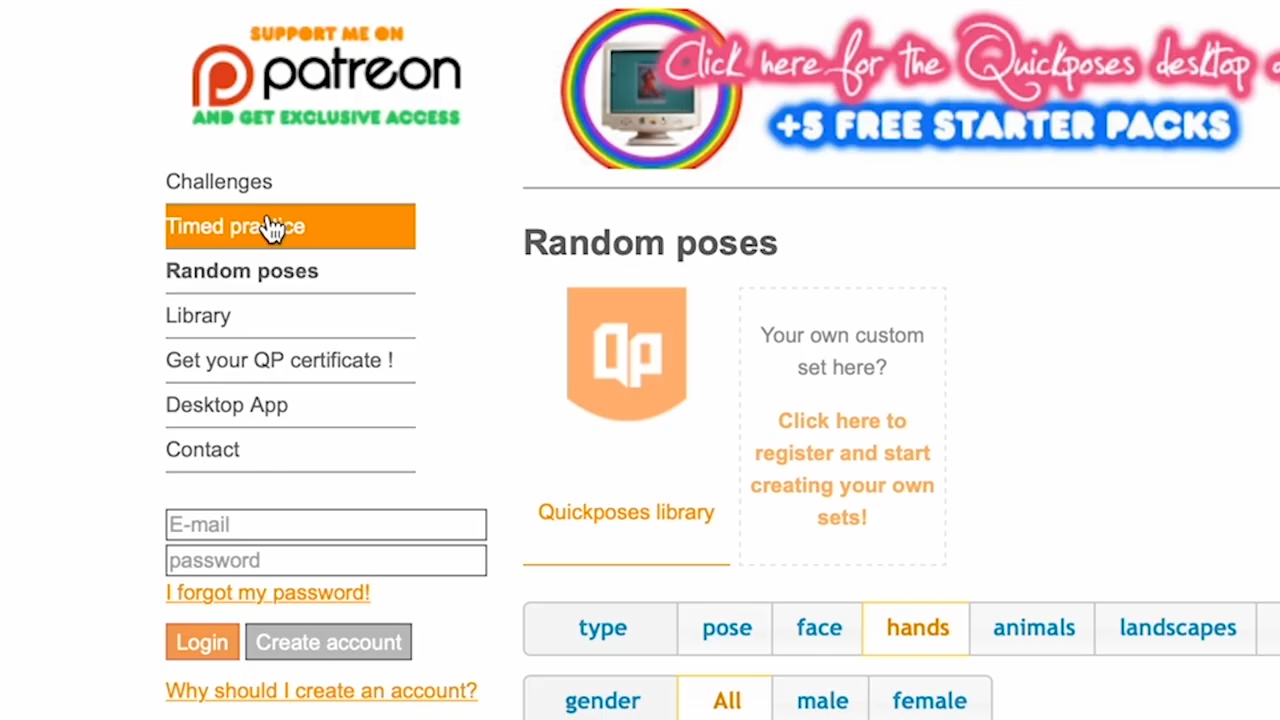 SUPPORT ME ON
patreon
AND GET EXCLUSIVE ACCESS
Click here for the Quickposes desktop
+5 FREE STARTER PACKS
Challenges
Timed practice
Random poses
Library
Get your QP certificate !
Desktop App
Contact
E-mail
password
I forgot my password!
Login
Create account
Why should I create an account?
Random poses
Qp
Quickposes library
Your own custom
set here?
Click here to
register and start
creating your own
sets!
type pose face hands animals landscapes
gender All male female